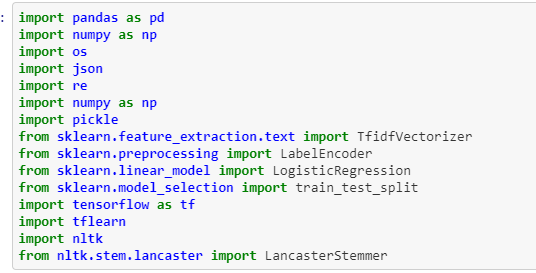 :
import pandas as pd
import numpy as np
import os
import json
import re
import numpy as np
import pickle
from sklearn.feature_extraction.text import TfidfVectorizer
from sklearn.preprocessing import LabelEncoder
from sklearn.linear_model import LogisticRegression
from sklearn.model_selection import train_test_split
import tensorflow as tf
import tflearn
import nltk
from nltk.stem.lancaster import LancasterStemmer